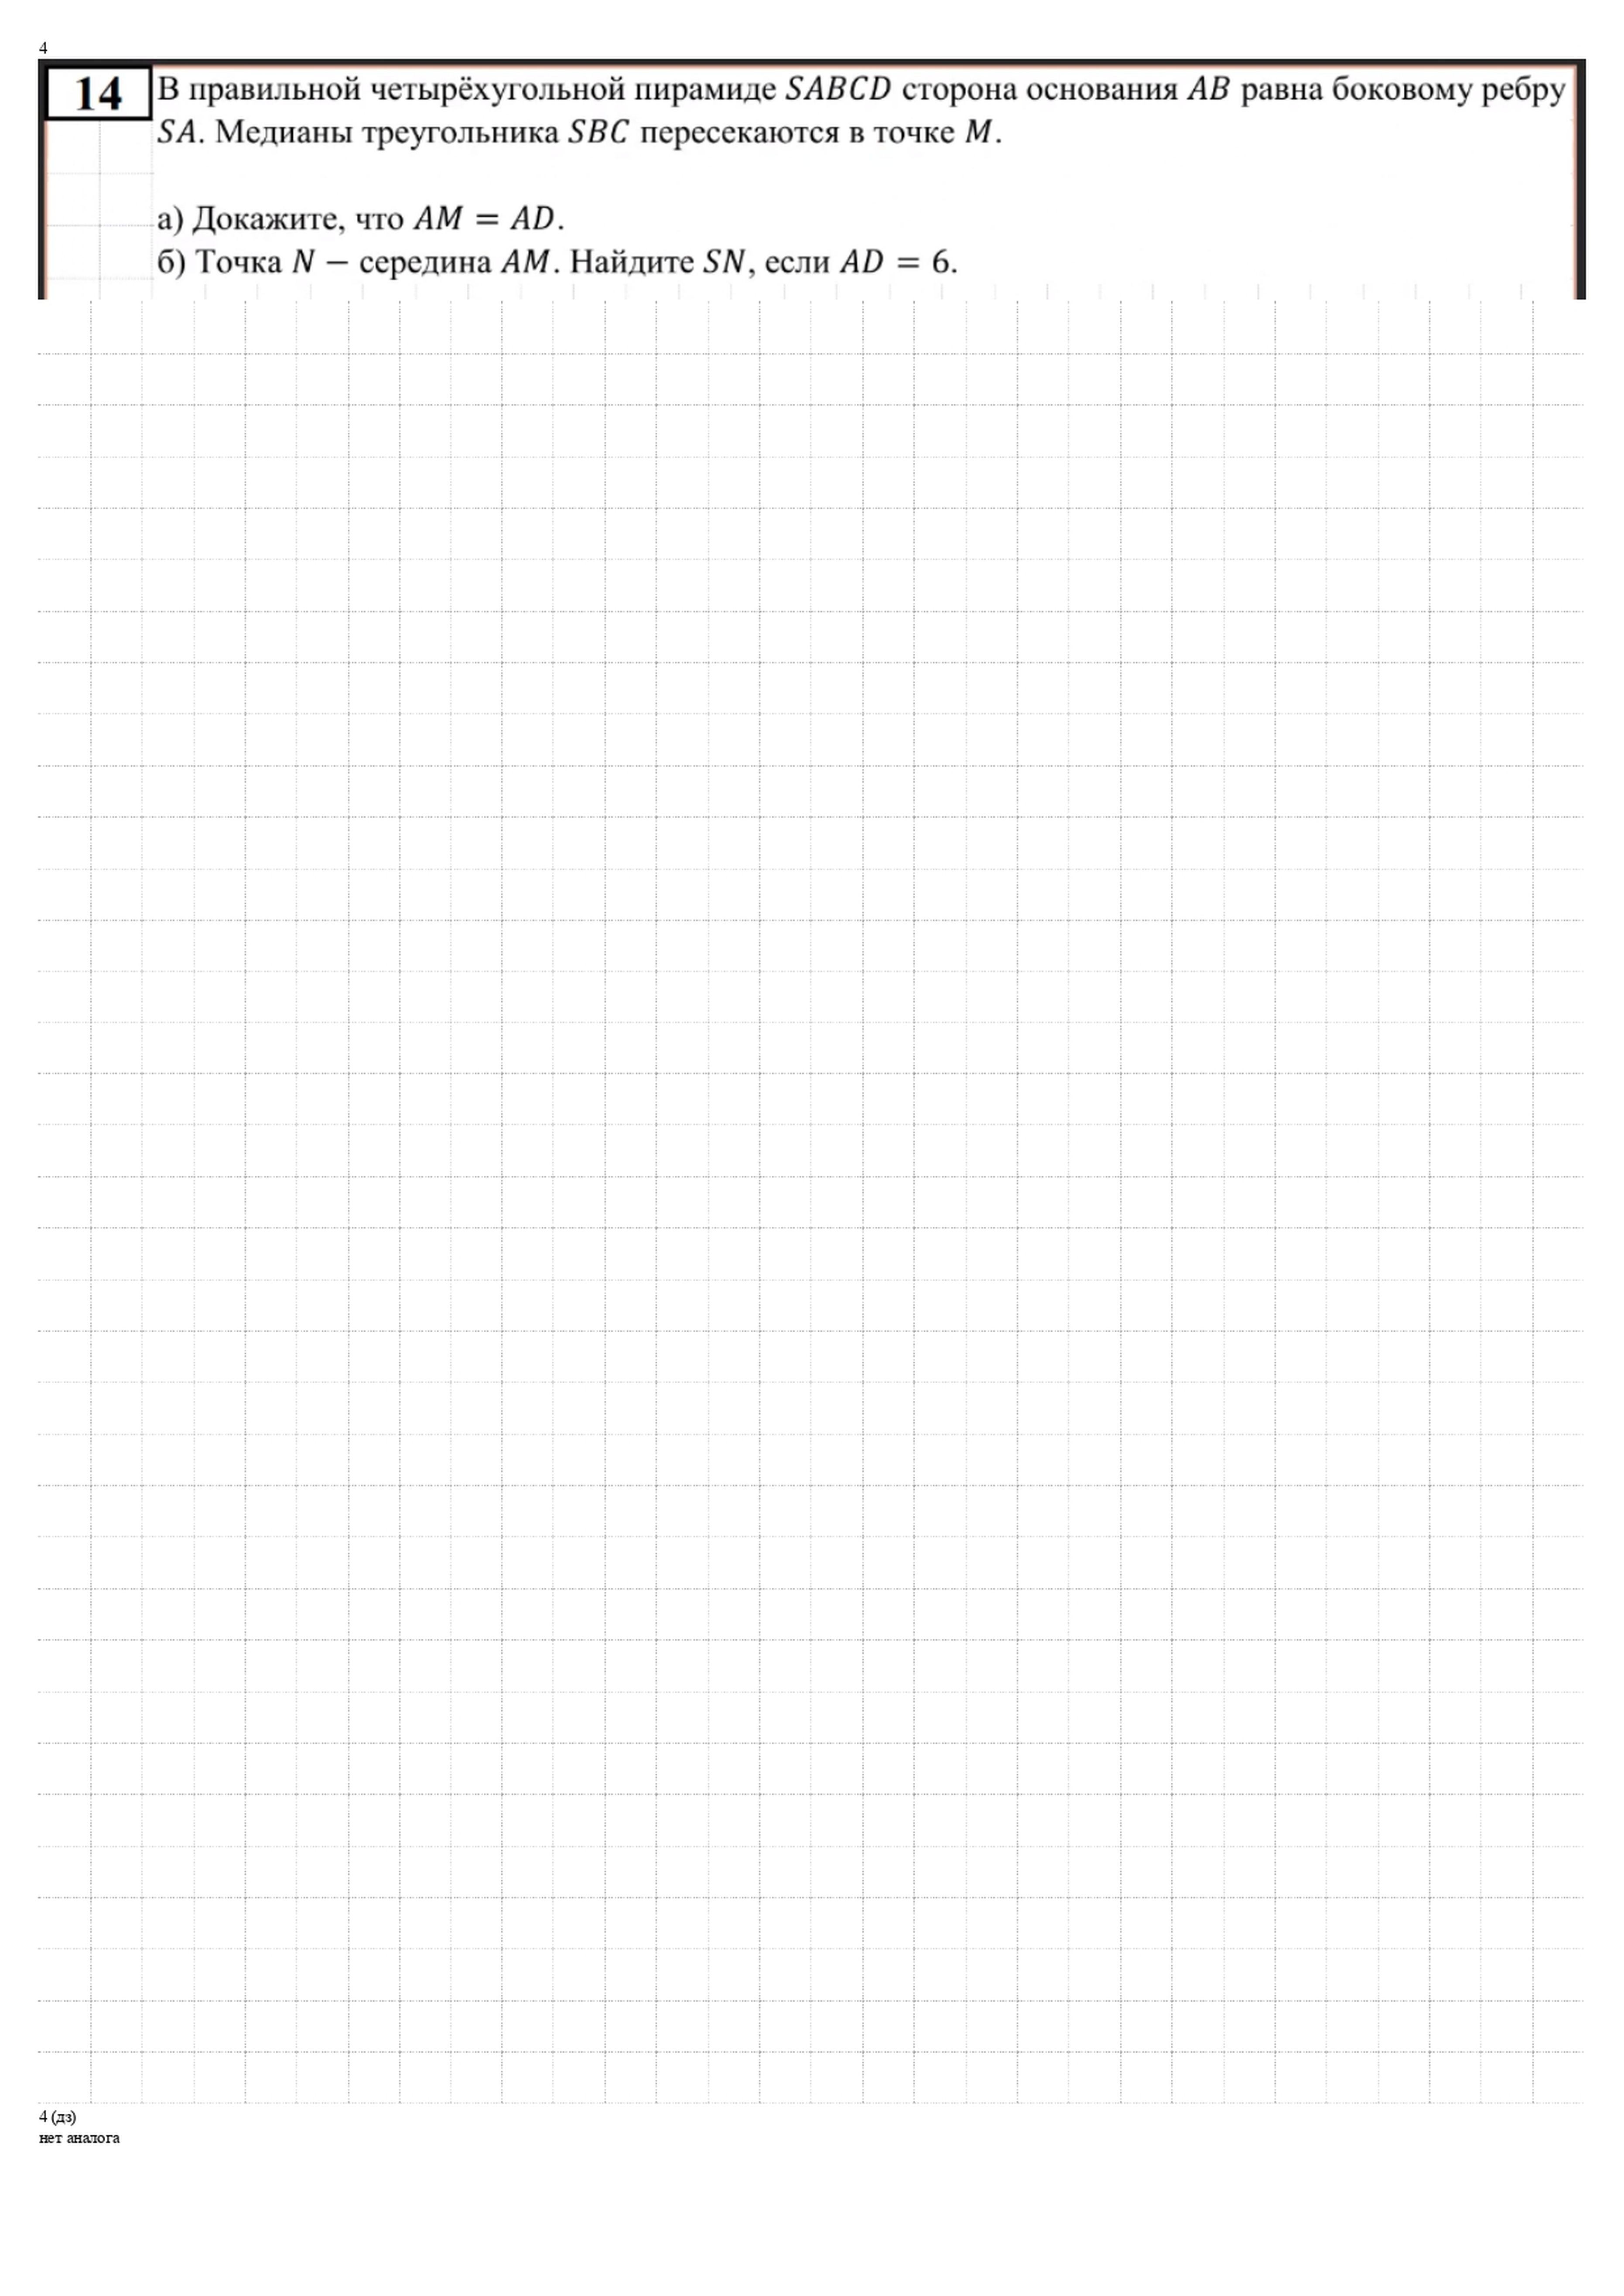 4
14
В правильной четырёхугольной пирамиде SABCD сторона основания AB равна боковому ребру
SA. Медианы треугольника SBC пересекаются в точке M.
а) Докажите, что AM = AD.
б) Точка N – середина AM. Найдите SN, если AD = 6.
4 (дз)
нет аналога